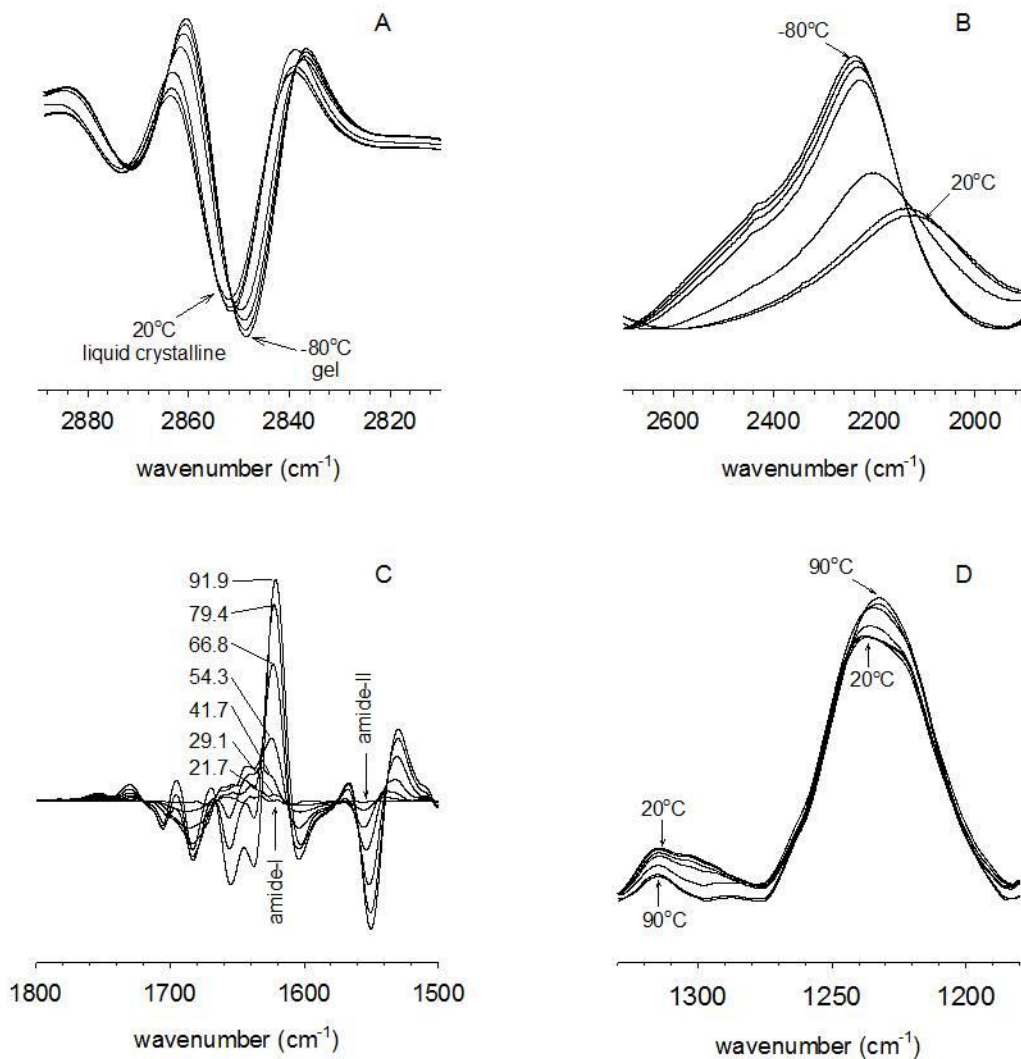 A
20°C
liquid crystalline
-80°C
gel
2880 2860 2840 2820
wavenumber (cm-1)
B
-80°C
20°C
2600 2400 2200 2000
wavenumber (cm-1)
C
91.9
79.4
66.8
54.3
41.7
29.1
21.7
amide-I
amide-II
1800 1700 1600 1500
wavenumber (cm-1)
D
90°C
20°C
20°C
90°C
1300 1250 1200
wavenumber (cm-1)